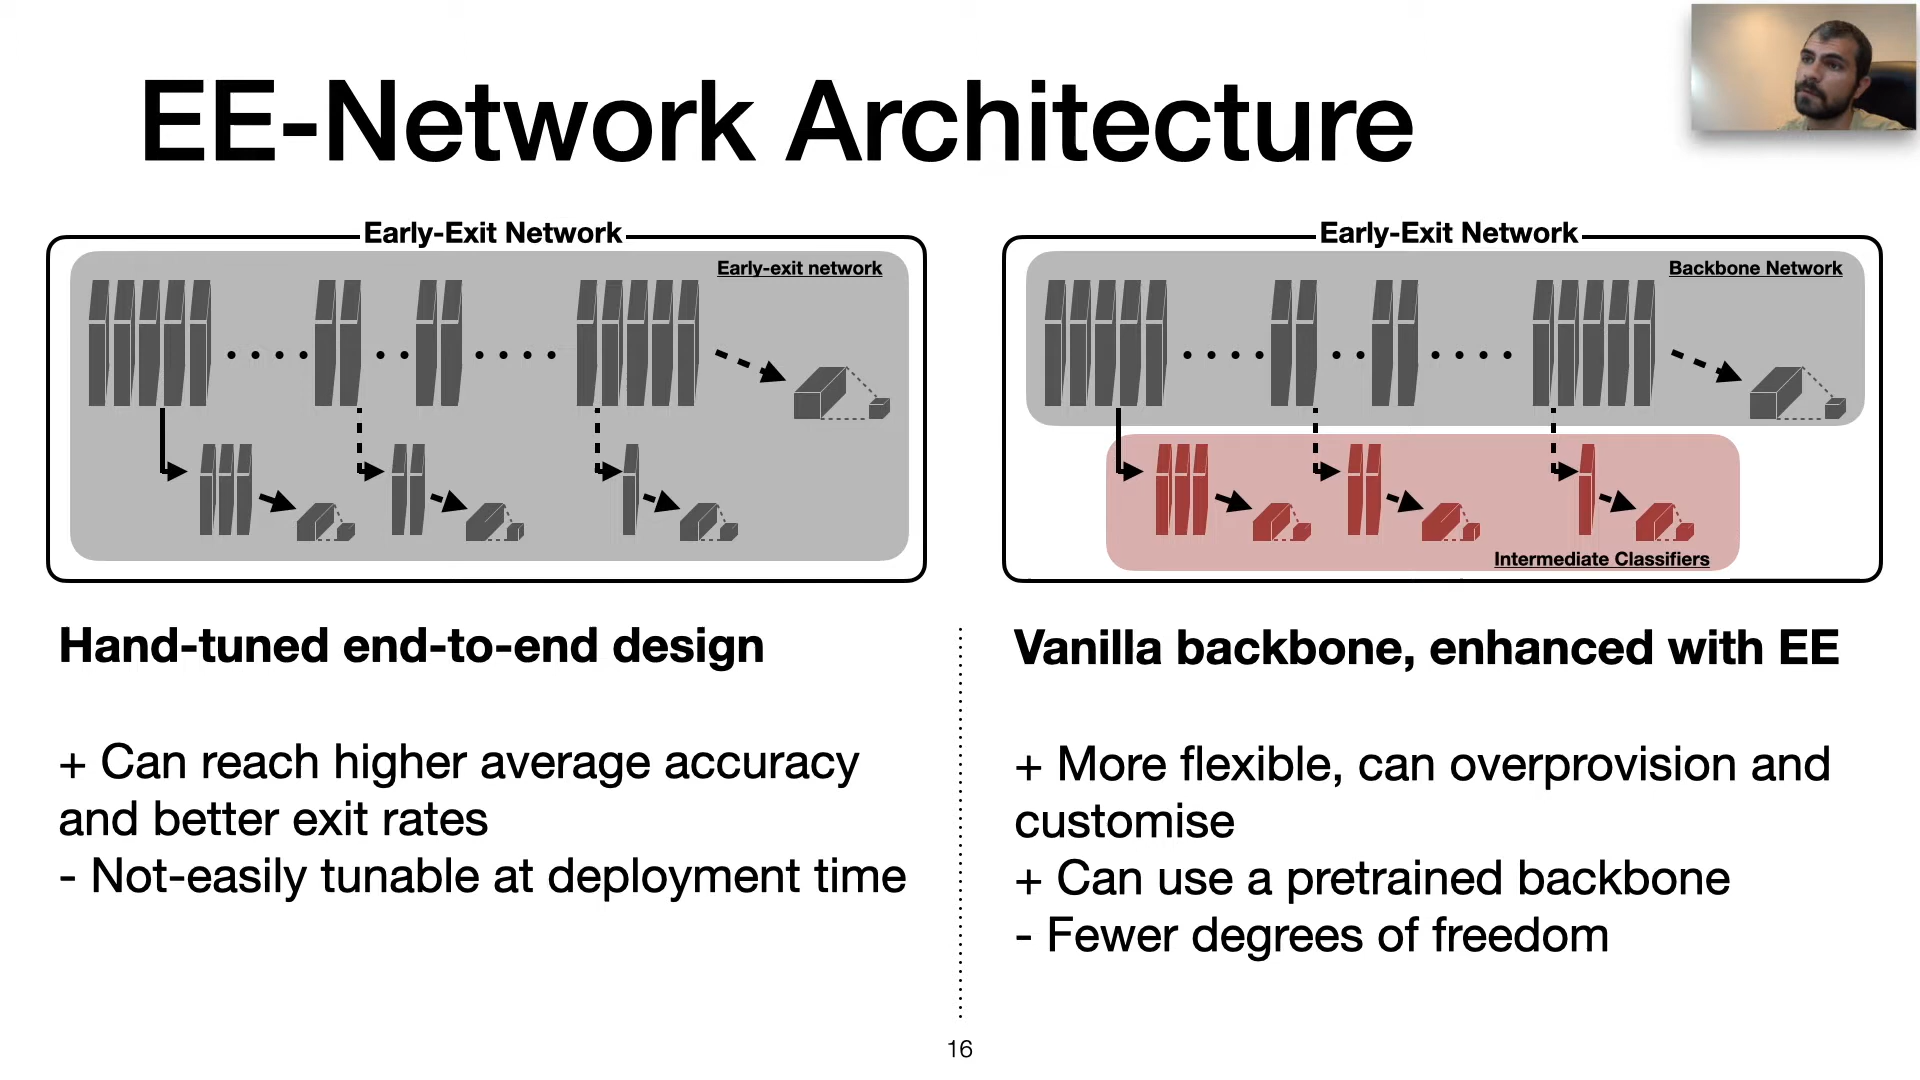 EE-Network Architecture
Early-Exit Network
Early-exit network
Hand-tuned end-to-end design
+ Can reach higher average accuracy
and better exit rates
- Not-easily tunable at deployment time
Early-Exit Network
Backbone Network
Intermediate Classifiers
Vanilla backbone, enhanced with EE
+ More flexible, can overprovision and
customise
+ Can use a pretrained backbone
- Fewer degrees of freedom
16